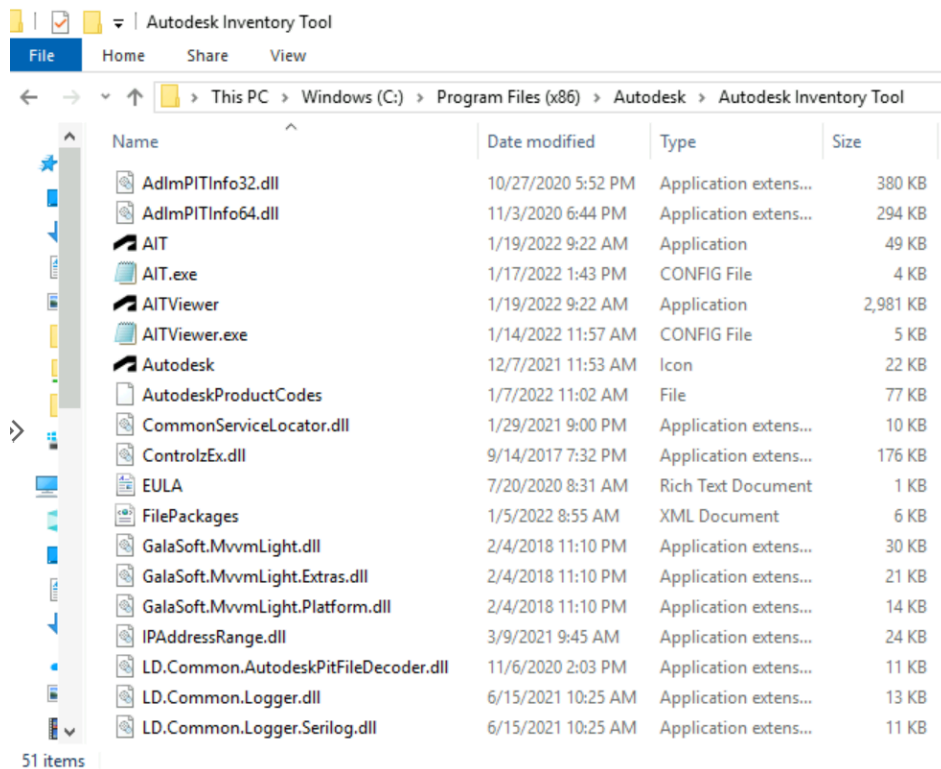 Autodesk Inventory Tool
File Home Share View
This PC > Windows (C:) > Program Files (x86) > Autodesk > Autodesk Inventory Tool
Name Date modified Type Size
AdImPITInfo32.dll 10/27/2020 5:52 PM Application extens... 380 KB
AdImPITInfo64.dll 11/3/2020 6:44 PM Application extens... 294 KB
AIT 1/19/2022 9:22 AM Application 49 KB
AIT.exe 1/17/2022 1:43 PM CONFIG File 4 KB
AITViewer 1/19/2022 9:22 AM Application 2,981 KB
AITViewer.exe 1/14/2022 11:57 AM CONFIG File 5 KB
Autodesk 12/7/2021 11:53 AM Icon 22 KB
AutodeskProductCodes 1/7/2022 11:02 AM File 77 KB
CommonServiceLocator.dll 1/29/2021 9:00 PM Application extens... 10 KB
ControlzEx.dll 9/14/2017 7:32 PM Application extens... 176 KB
EULA 7/20/2020 8:31 AM Rich Text Document 1 KB
FilePackages 1/5/2022 8:55 AM XML Document 6 KB
GalaSoft.MvvmLight.dll 2/4/2018 11:10 PM Application extens... 30 KB
GalaSoft.MvvmLight.Extras.dll 2/4/2018 11:10 PM Application extens... 21 KB
GalaSoft.MvvmLight.Platform.dll 2/4/2018 11:10 PM Application extens... 14 KB
IPAddressRange.dll 3/9/2021 9:45 AM Application extens... 24 KB
LD.Common.AutodeskPitFileDecoder.dll 11/6/2020 2:03 PM Application extens... 11 KB
LD.Common.Logger.dll 6/15/2021 10:25 AM Application extens... 13 KB
LD.Common.Logger.Serilog.dll 6/15/2021 10:25 AM Application extens... 11 KB
51 items